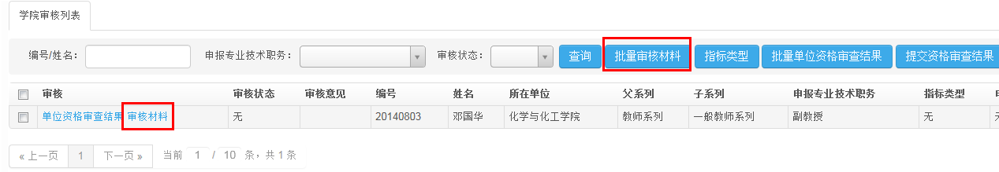 学院审核列表
编号/姓名： 申报专业技术职务： 审核状态： 查询 批量审核材料 指标类型 批量单位资格审查结果 提交资格审查结果
审核 审核状态 审核意见 编号 姓名 所在单位 父系列 子系列 申报专业技术职务 指标类型
单位资格审查结果 审核材料 无 20140803 邓国华 化学与化工学院 教师系列 一般教师系列 副教授 无
« 上一页 1 下一页 » 当前 1 / 10 条，共 1 条